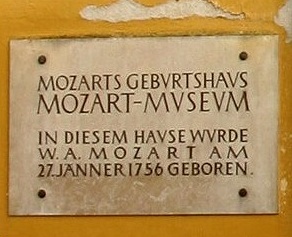 MOZARTS GEBVRTSHAVS
MOZART-MVSEVM
IN DIESEM HAVSE WVRDE
W.A. MOZART AM
27. JÄNNER 1756 GEBOREN.